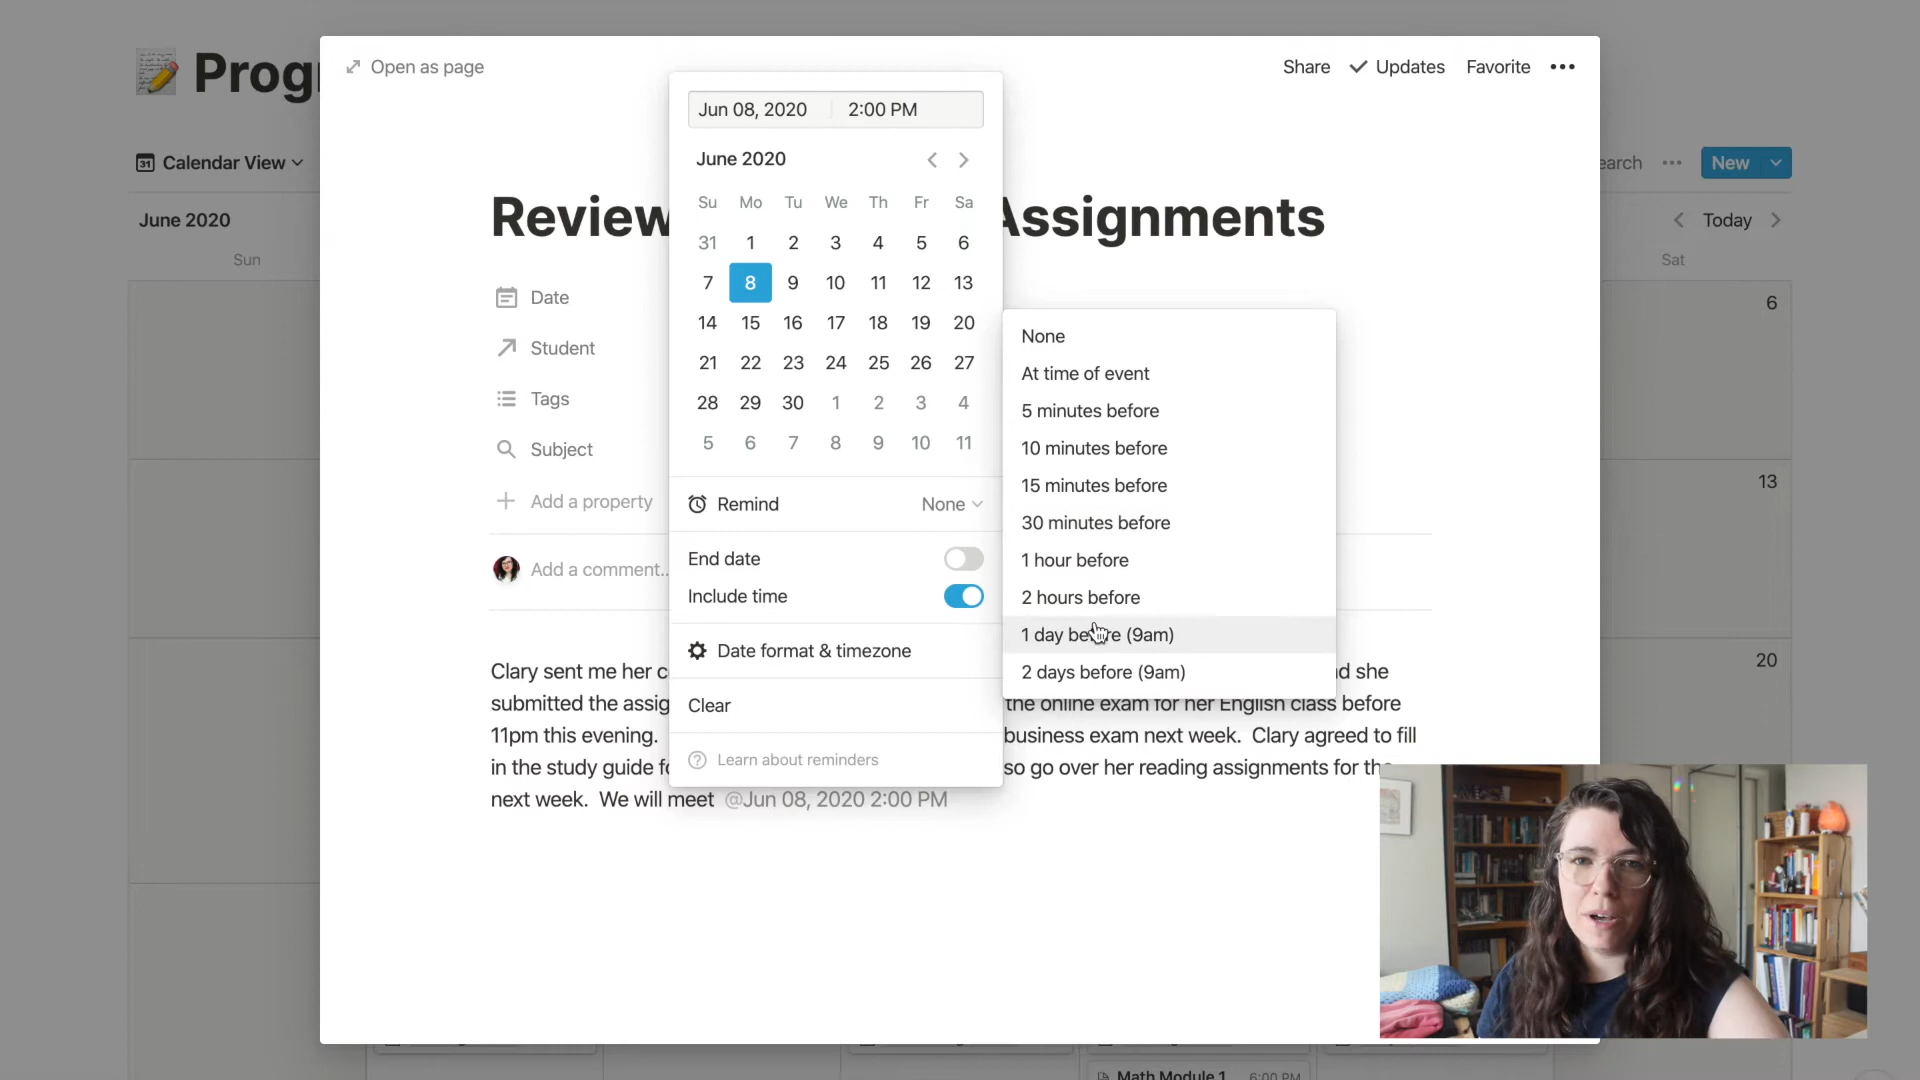 Prog
Open as page
Share
Updates
Favorite
Jun 08, 2020
2:00 PM
31
Calendar View
June 2020
Search
New
Su Mo Tu We Th Fr Sa
31 1 2 3 4 5 6
7 8 9 10 11 12 13
14 15 16 17 18 19 20
21 22 23 24 25 26 27
28 29 30 1 2 3 4
5 6 7 8 9 10 11
June 2020
Today
Sun
Sat
6
13
20
Review
Assignments
Date
Student
Tags
Subject
Add a property
Add a comment...
Remind
None
End date
Include time
Date format & timezone
Clear
Learn about reminders
None
At time of event
5 minutes before
10 minutes before
15 minutes before
30 minutes before
1 hour before
2 hours before
1 day before (9am)
2 days before (9am)
Clary sent me her
she
submitted the
the online exam for her English class before
11pm this evening.
business exam next week. Clary agreed to fill
in the study guide
so go over her reading assignments for the
next week. We will meet @Jun 08, 2020 2:00 PM
Math Module 1
6:00 PM